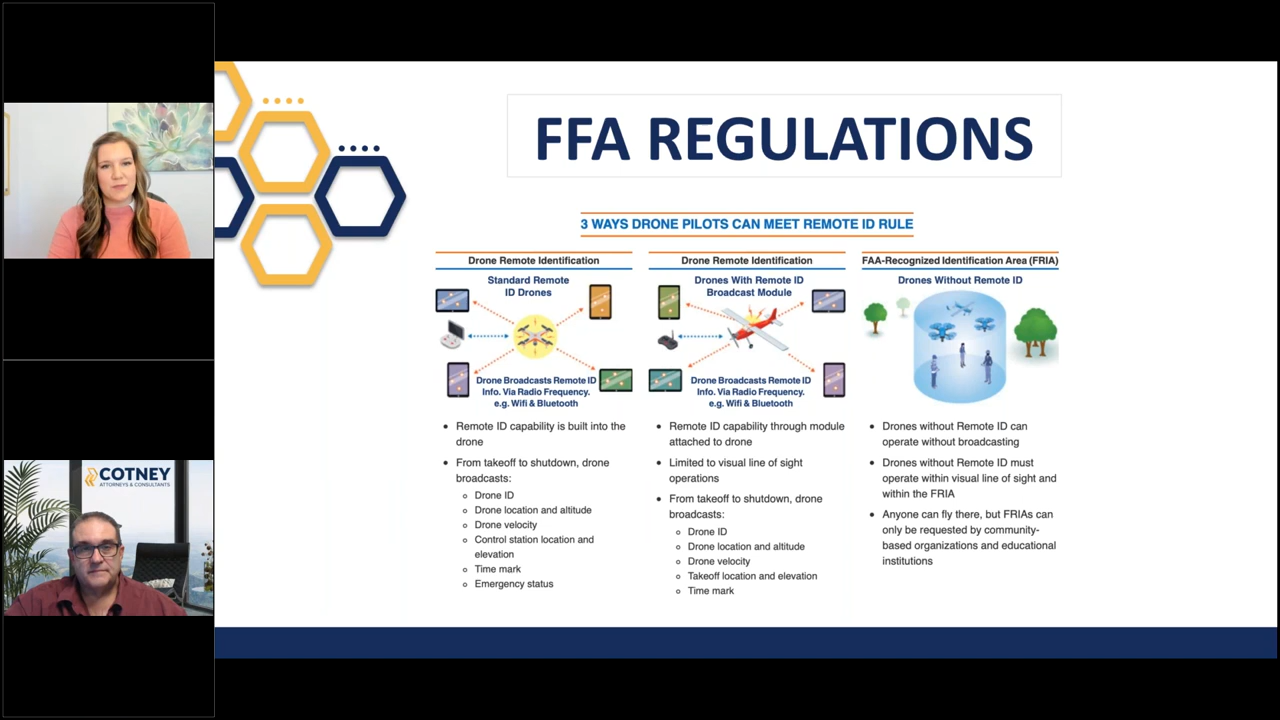 FFA REGULATIONS
3 WAYS DRONE PILOTS CAN MEET REMOTE ID RULE
Drone Remote Identification
Standard Remote
ID Drones
Drone Broadcasts Remote ID
Info. Via Radio Frequency.
e.g. Wifi & Bluetooth
• Remote ID capability is built into the
drone
• From takeoff to shutdown, drone
broadcasts:
Drone ID
Drone location and altitude
Drone velocity
Control station location and
elevation
Time mark
Emergency status
Drone Remote Identification
Drones With Remote ID
Broadcast Module
Drone Broadcasts Remote ID
Info. Via Radio Frequency.
e.g. Wifi & Bluetooth
• Remote ID capability through module
attached to drone
• Limited to visual line of sight
operations
• From takeoff to shutdown, drone
broadcasts:
Drone ID
Drone location and altitude
Drone velocity
Takeoff location and elevation
Time mark
FAA-Recognized Identification Area (FRIA)
Drones Without Remote ID
• Drones without Remote ID can
operate without broadcasting
• Drones without Remote ID must
operate within visual line of sight and
within the FRIA
• Anyone can fly there, but FRIAs can
only be requested by community-
based organizations and educational
institutions
COTNEY
ATTORNEYS & CONSULTANTS